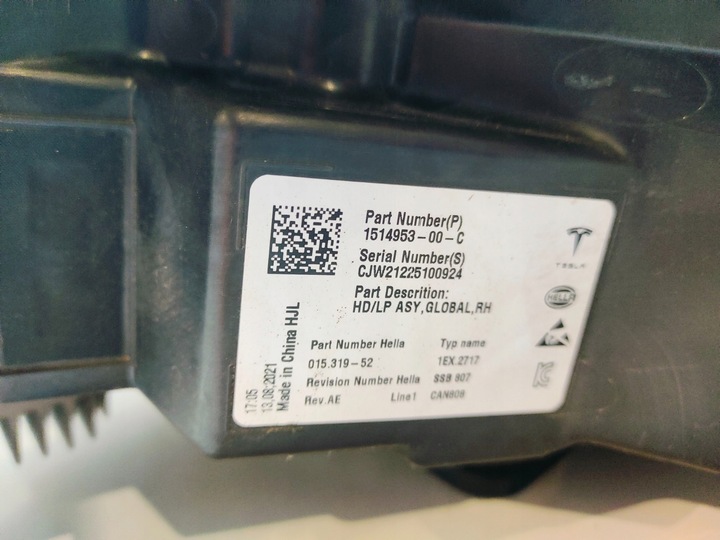 Part Number(P)
1514953-00-C
Serial Number(S)
CJW21225100924
Part Descrition:
HD/LP ASY,GLOBAL,RH
Part Number Hella
Typ name
015.319-52
1EX.2717
Revision Number Hella
SSB 807
Rev.AE
Line1
CAN808
17:05
13.08.2021
Made in China HJL
TESLA
HELLA